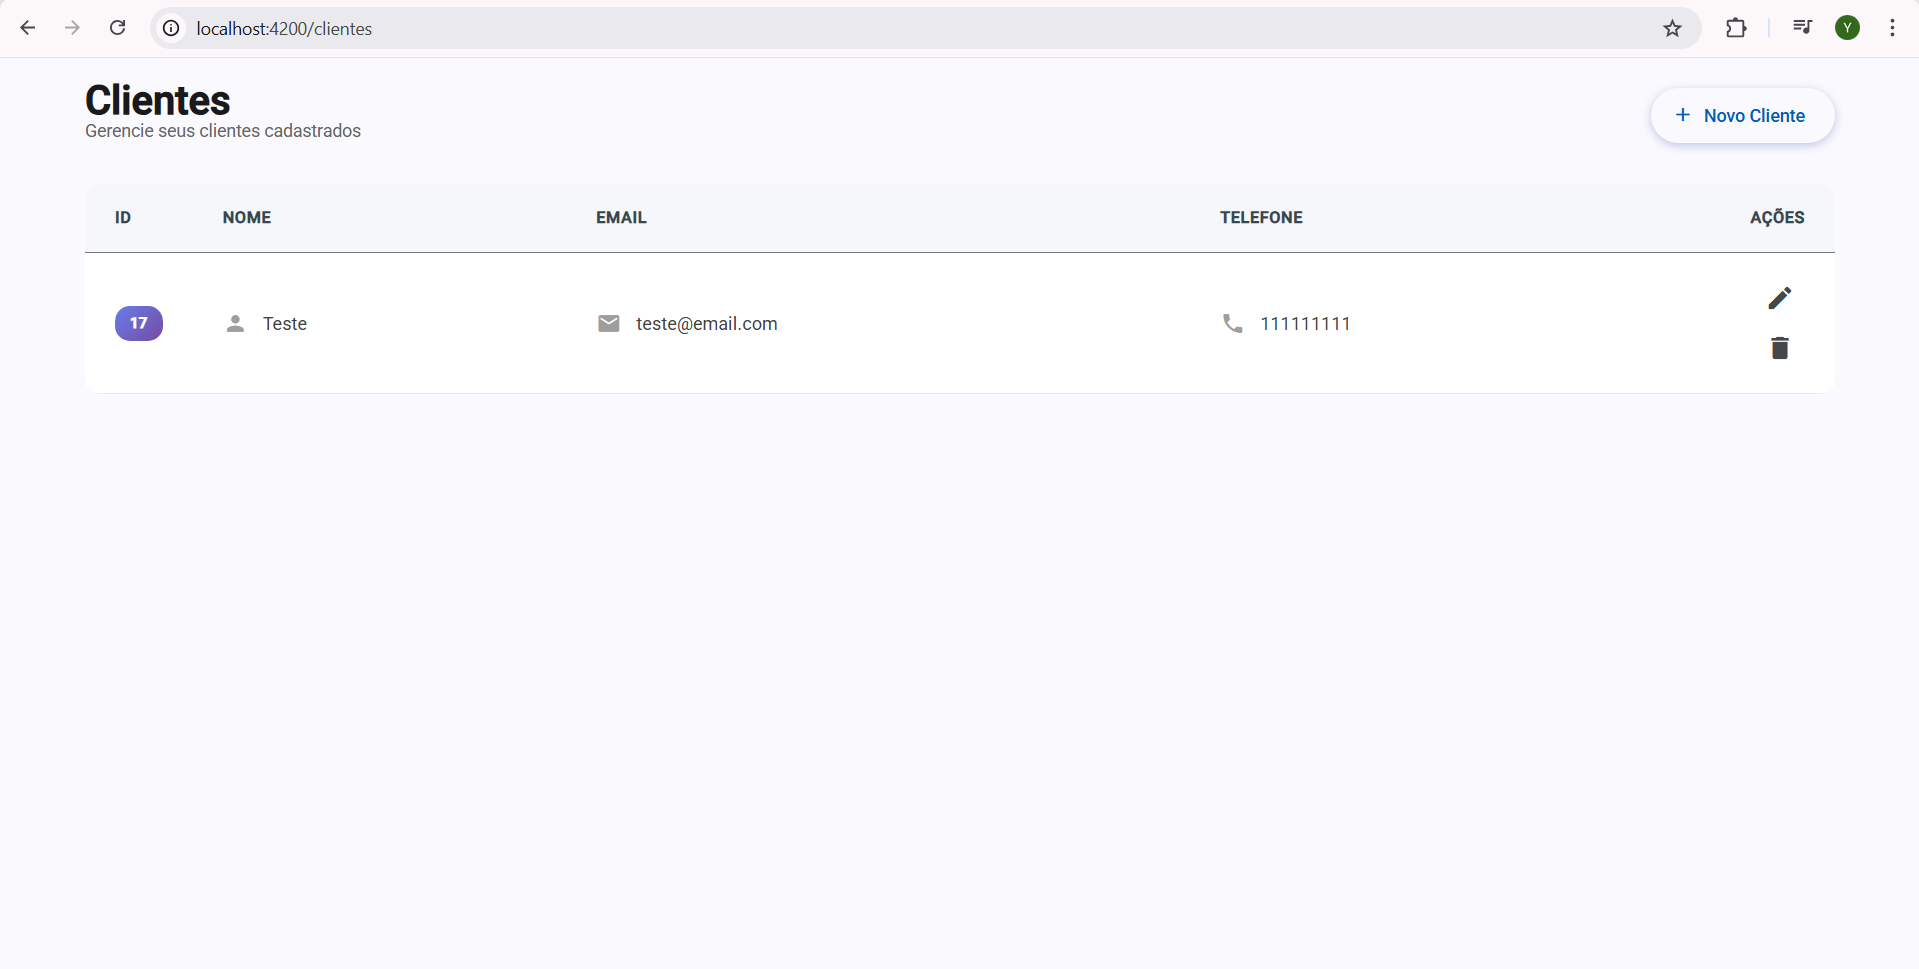 localhost:4200/clientes
Y
Clientes
Gerencie seus clientes cadastrados
+ Novo Cliente
ID NOME EMAIL TELEFONE AÇÕES
17 Teste teste@email.com 111111111